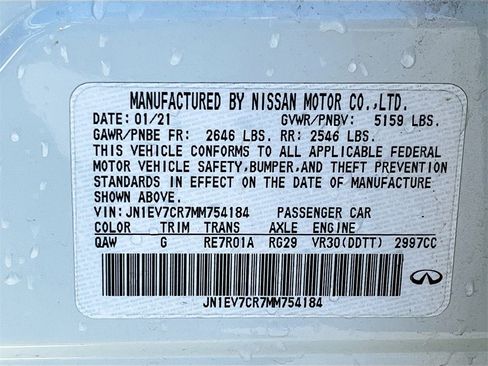 MANUFACTURED BY NISSAN MOTOR CO.,LTD.
DATE: 01/21 GVWR/PNBV: 5159 LBS.
GAWR/PNBE FR: 2646 LBS. RR: 2546 LBS.
THIS VEHICLE CONFORMS TO ALL APPLICABLE FEDERAL
MOTOR VEHICLE SAFETY,BUMPER,AND THEFT PREVENTION
STANDARDS IN EFFECT ON THE DATE OF MANUFACTURE
SHOWN ABOVE.
VIN: JN1EV7CR7MM754184 PASSENGER CAR
COLOR TRIM TRANS AXLE ENGINE
QAW G RE7R01A RG29 VR30(DDTT) 2997CC
JN1EV7CR7MM754184